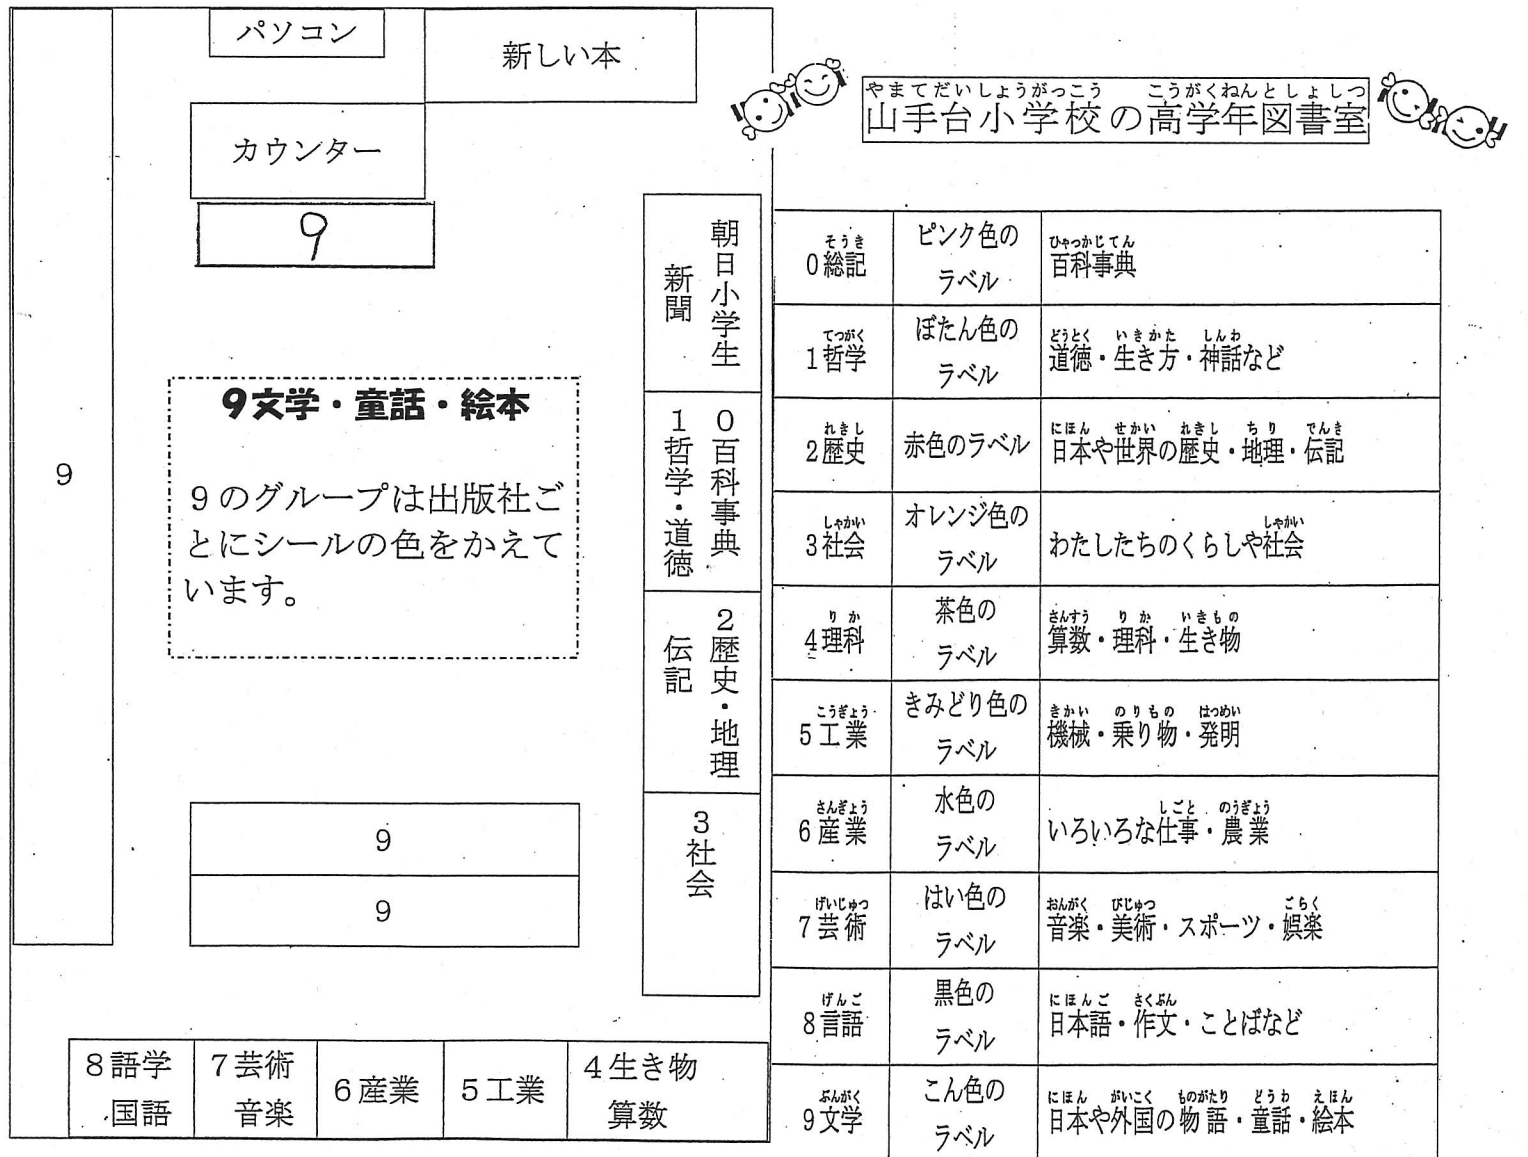 パソコン
新しい本
カウンター
9
9
9文学・童話・絵本
9のグループは出版社ご
とにシールの色をかえて
います。
9
9
朝日小学生
新聞
0百科事典
1哲学・道徳
2歴史・地理
伝記
3社会
8語学
国語
7芸術
音楽
6産業
5工業
4生き物
算数
やまてだいしょうがっこう こうがくねんとしょしつ
山手台小学校の高学年図書室
そうき
0総記
ピンク色の
ラベル
ひゃっかじてん
百科事典
てつがく
1哲学
ぼたん色の
ラベル
どうとく いきかた しんわ
道徳・生き方・神話など
れきし
2歴史
赤色のラベル
にほん せかい れきし ちり でんき
日本や世界の歴史・地理・伝記
しゃかい
3社会
オレンジ色の
ラベル
しゃかい
わたしたちのくらしや社会
りか
4理科
茶色の
ラベル
さんすう りか いきもの
算数・理科・生き物
こうぎょう
5工業
きみどり色の
ラベル
きかい のりもの はつめい
機械・乗り物・発明
さんぎょう
6産業
水色の
ラベル
しごと のうぎょう
いろいろな仕事・農業
げいじゅつ
7芸術
はい色の
ラベル
おんがく びじゅつ ごらく
音楽・美術・スポーツ・娯楽
げんご
8言語
黒色の
ラベル
にほんご さくぶん
日本語・作文・ことばなど
ぶんがく
9文学
こん色の
ラベル
にほん がいこく ものがたり どうわ えほん
日本や外国の物語・童話・絵本